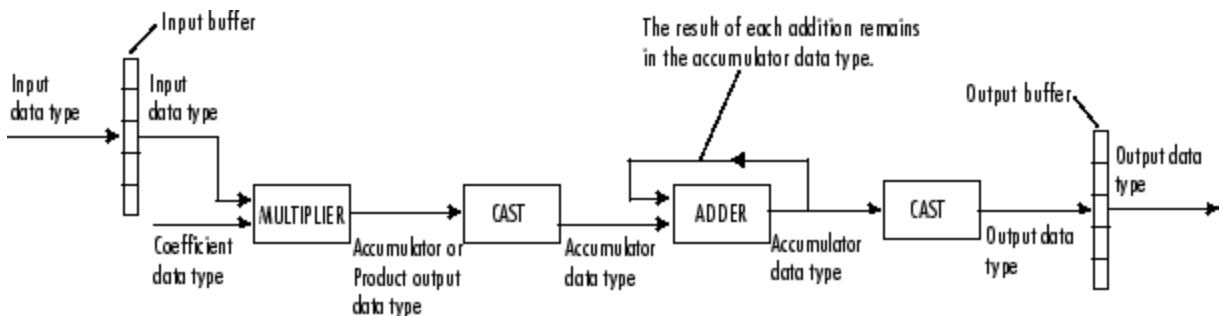 Input buffer
The result of each addition remains
in the accumulator data type.
Input
data type
Input
data type
Output buffer
Output data
type
MULTIPLIER
CAST
ADDER
CAST
Coefficient
data type
Accumulator or
Product output
data type
Accumulator
data type
Accumulator
data type
Output data
type